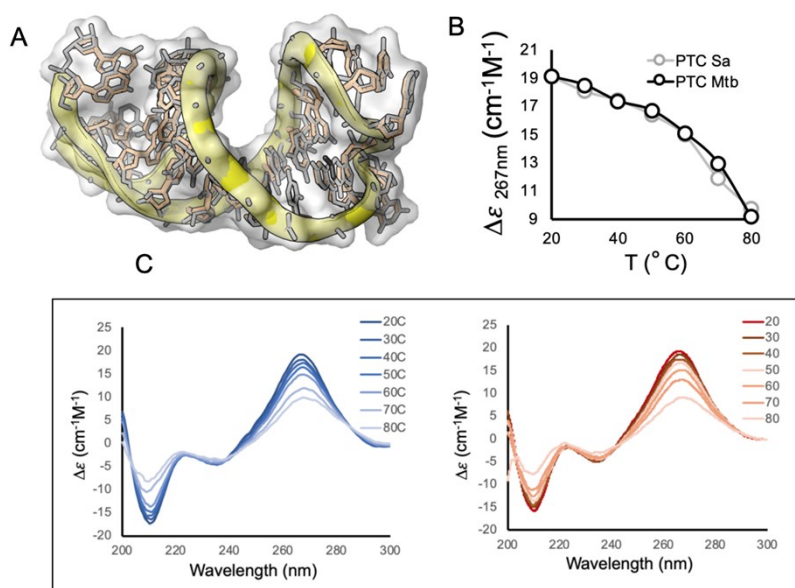 A
B
Δε 267nm (cm⁻¹M⁻¹)
21
19
17
15
13
11
9
PTC Sa
PTC Mtb
20
40
60
80
T (° C)
C
Δε (cm⁻¹M⁻¹)
25
20
15
10
5
0
-5
-10
-15
-20
20C
30C
40C
50C
60C
70C
80C
200
220
240
260
280
300
Wavelength (nm)
Δε (cm⁻¹M⁻¹)
25
20
15
10
5
0
-5
-10
-15
-20
20
30
40
50
60
70
80
200
220
240
260
280
300
Wavelength (nm)